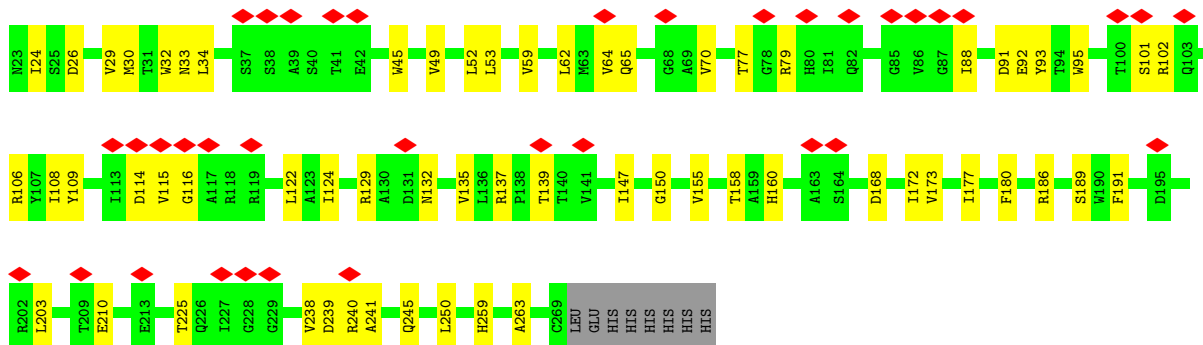 N23 I24 S25 D26 V29 M30 T31 W32 N33 L34 S37 S38 A39 S40 T41 E42 W45 V49 L52 L53 V59 L62 M63 V64 Q65 G68 A69 V70 T77 G78 R79 H80 I81 Q82 G85 V86 G87 I88 D91 E92 Y93 T94 W95 T100 S101 R102 Q103
R106 Y107 I108 Y109 I113 D114 V115 G116 A117 R118 R119 L122 A123 I124 R129 A130 D131 N132 V135 L136 R137 P138 T139 T140 V141 I147 G150 V155 T158 A159 H160 A163 S164 D168 I172 V173 I177 F180 R186 S189 W190 F191 D195
R202 L203 T209 E210 E213 T225 Q226 I227 G228 G229 V238 D239 R240 A241 Q245 L250 H259 A263 C269 LEU GLU HIS HIS HIS HIS HIS HIS